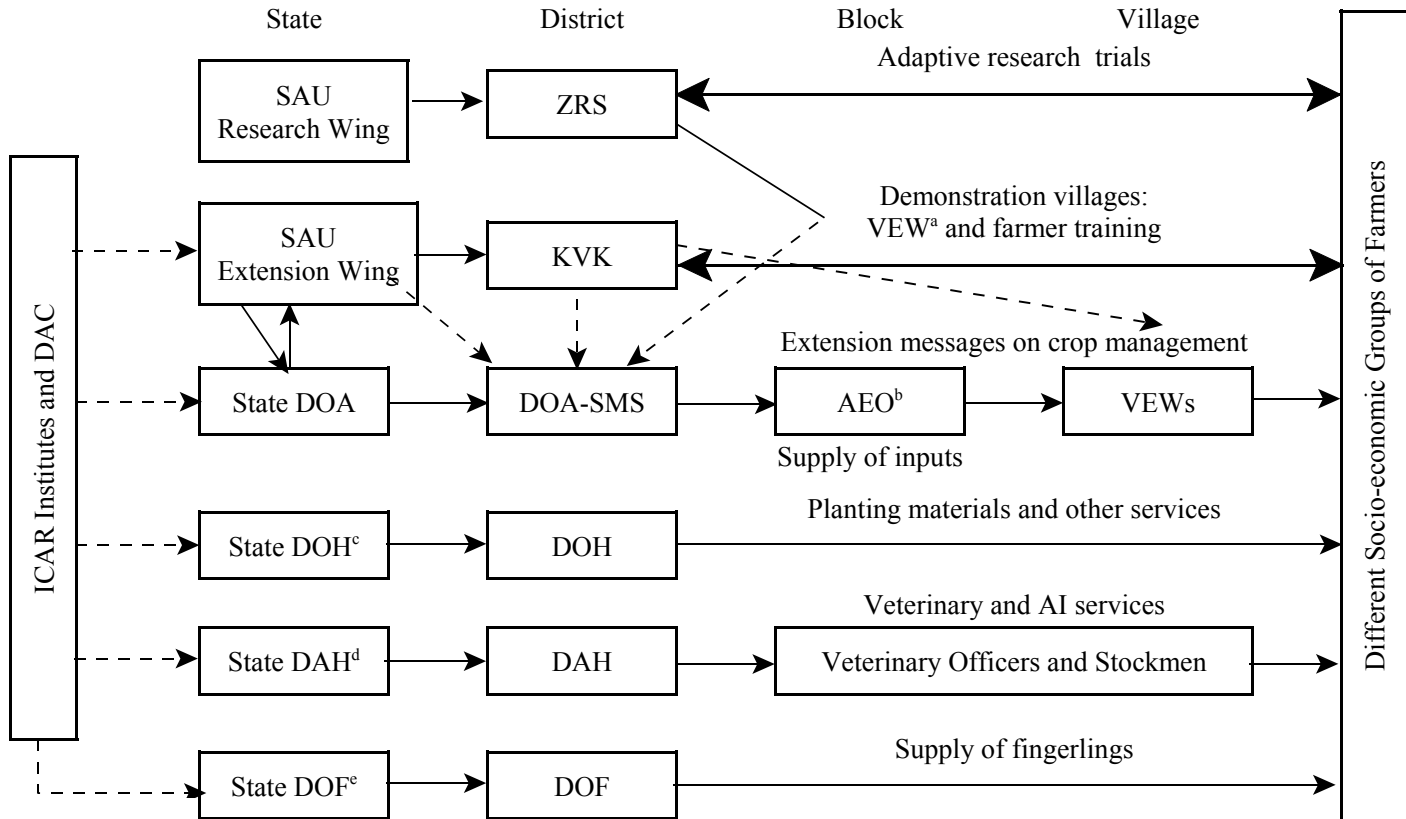 State
District
Block
Village
Adaptive research trials
SAU
Research Wing
ZRS
Demonstration villages:
VEWᵃ and farmer training
SAU
Extension Wing
KVK
Extension messages on crop management
State DOA
DOA-SMS
AEOᵇ
VEWs
Supply of inputs
Planting materials and other services
State DOHᶜ
DOH
Veterinary and AI services
State DAHᵈ
DAH
Veterinary Officers and Stockmen
Supply of fingerlings
State DOFᵉ
DOF
ICAR Institutes and DAC
Different Socio-economic Groups of Farmers